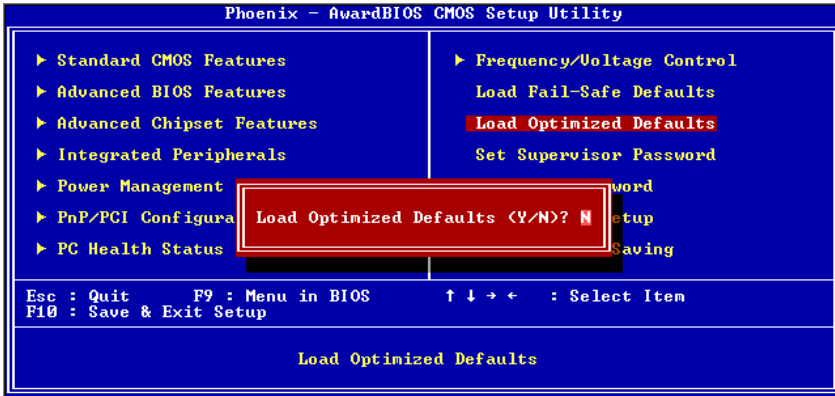 Phoenix - AwardBIOS CMOS Setup Utility
Standard CMOS Features
Advanced BIOS Features
Advanced Chipset Features
Integrated Peripherals
Power Management
PnP/PCI Configura
PC Health Status
Frequency/Voltage Control
Load Fail-Safe Defaults
Load Optimized Defaults
Set Supervisor Password
word
etup
Saving
Load Optimized Defaults (Y/N)? N
Esc : Quit F9 : Menu in BIOS ↑ ↓ → ← : Select Item
F10 : Save & Exit Setup
Load Optimized Defaults